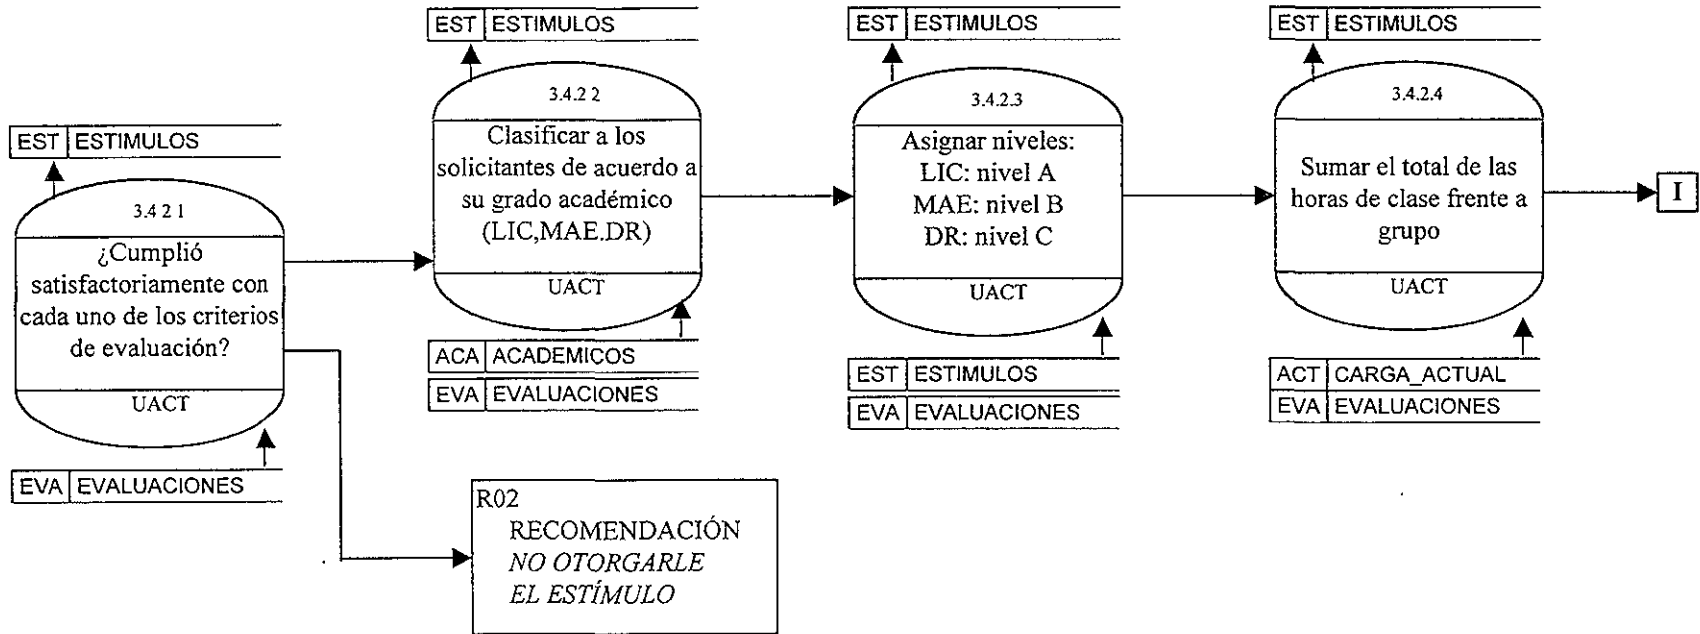 EST ESTIMULOS
3.4 2 1
¿Cumplió
satisfactoriamente con
cada uno de los criterios
de evaluación?
UACT
EVA EVALUACIONES
EST ESTIMULOS
3.4.2 2
Clasificar a los
solicitantes de acuerdo a
su grado académico
(LIC,MAE.DR)
UACT
ACA ACADEMICOS
EVA EVALUACIONES
R02
RECOMENDACIÓN
NO OTORGARLE
EL ESTÍMULO
EST ESTIMULOS
3.4.2.3
Asignar niveles:
LIC: nivel A
MAE: nivel B
DR: nivel C
UACT
EST ESTIMULOS
EVA EVALUACIONES
EST ESTIMULOS
3.4.2.4
Sumar el total de las
horas de clase frente a
grupo
UACT
ACT CARGA_ACTUAL
EVA EVALUACIONES
I